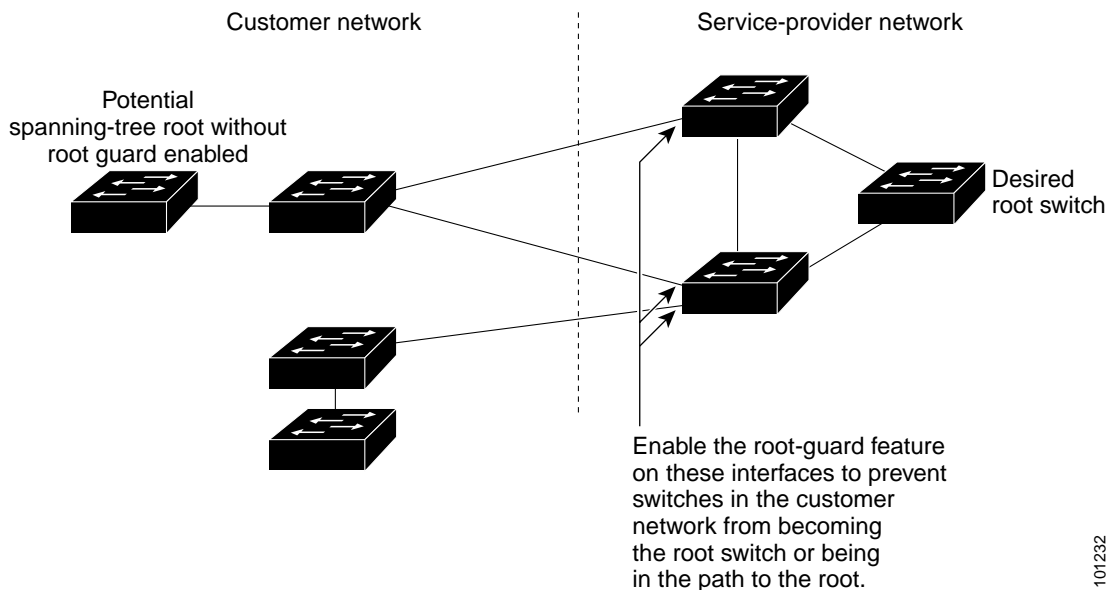 Customer network
Service-provider network
Potential
spanning-tree root without
root guard enabled
Desired
root switch
Enable the root-guard feature
on these interfaces to prevent
switches in the customer
network from becoming
the root switch or being
in the path to the root.
101232